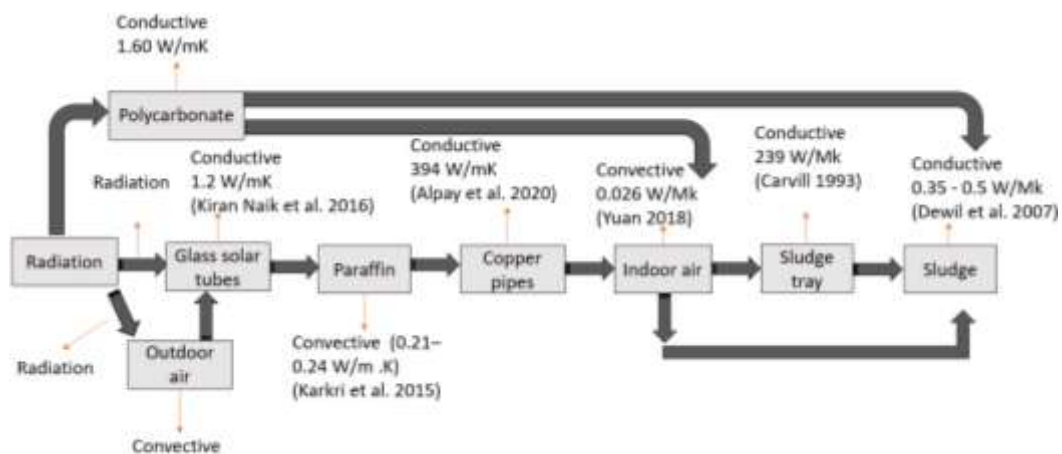 Conductive
1.60 W/mK
Polycarbonate
Radiation
Conductive
1.2 W/mK
(Kiran Naik et al. 2016)
Conductive
394 W/mK
(Alpay et al. 2020)
Convective
0.026 W/Mk
(Yuan 2018)
Conductive
239 W/Mk
(Carvill 1993)
Conductive
0.35 - 0.5 W/Mk
(Dewil et al. 2007)
Radiation
Glass solar
tubes
Paraffin
Copper
pipes
Indoor air
Sludge
tray
Sludge
Radiation
Outdoor
air
Convective
Convective (0.21–
0.24 W/m .K)
(Karkri et al. 2015)